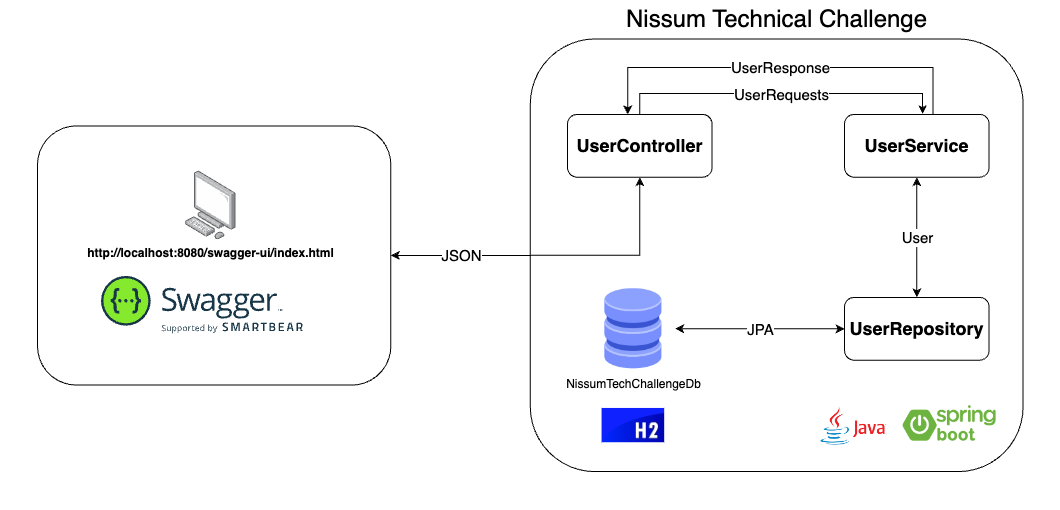 Nissum Technical Challenge
UserResponse
UserRequests
UserController
UserService
http://localhost:8080/swagger-ui/index.html
JSON
User
{···} Swagger™
Supported by SMARTBEAR
JPA
UserRepository
NissumTechChallengeDb
H2
Java
spring
boot